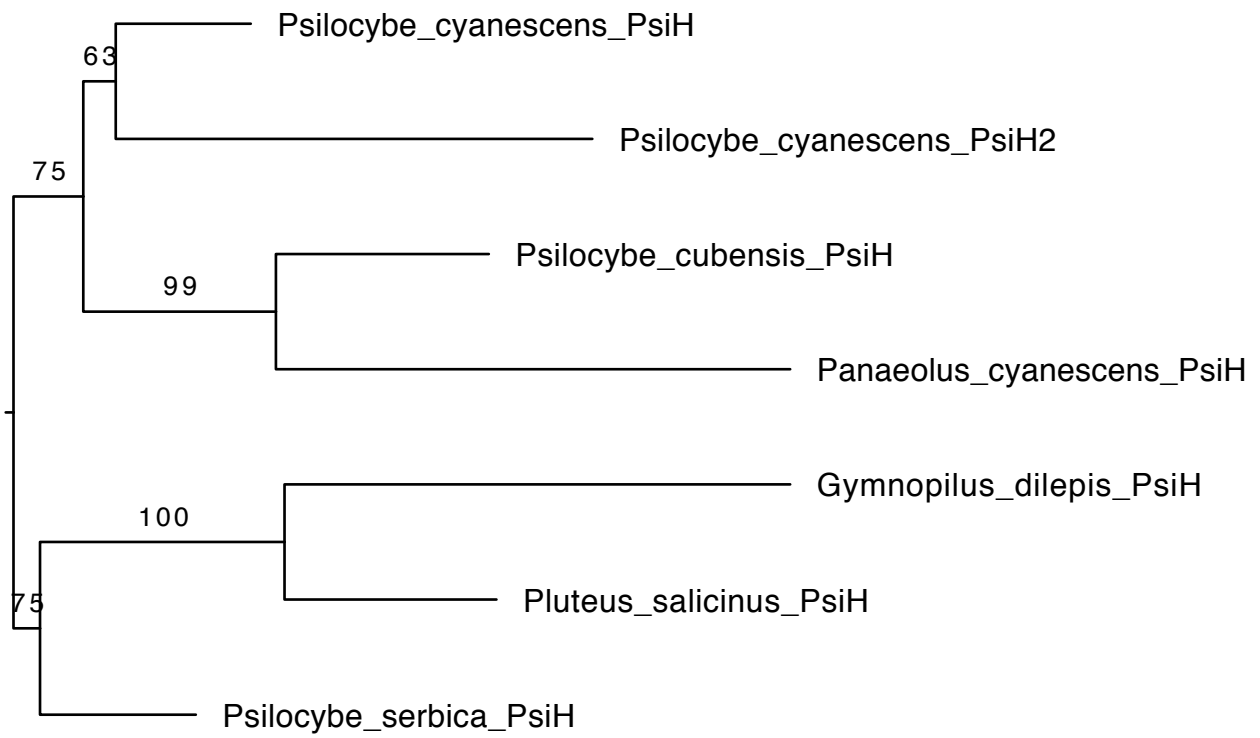 Psilocybe_cyanescens_PsiH
63
Psilocybe_cyanescens_PsiH2
75
Psilocybe_cubensis_PsiH
99
Panaeolus_cyanescens_PsiH
Gymnopilus_dilepis_PsiH
100
Pluteus_salicinus_PsiH
75
Psilocybe_serbica_PsiH